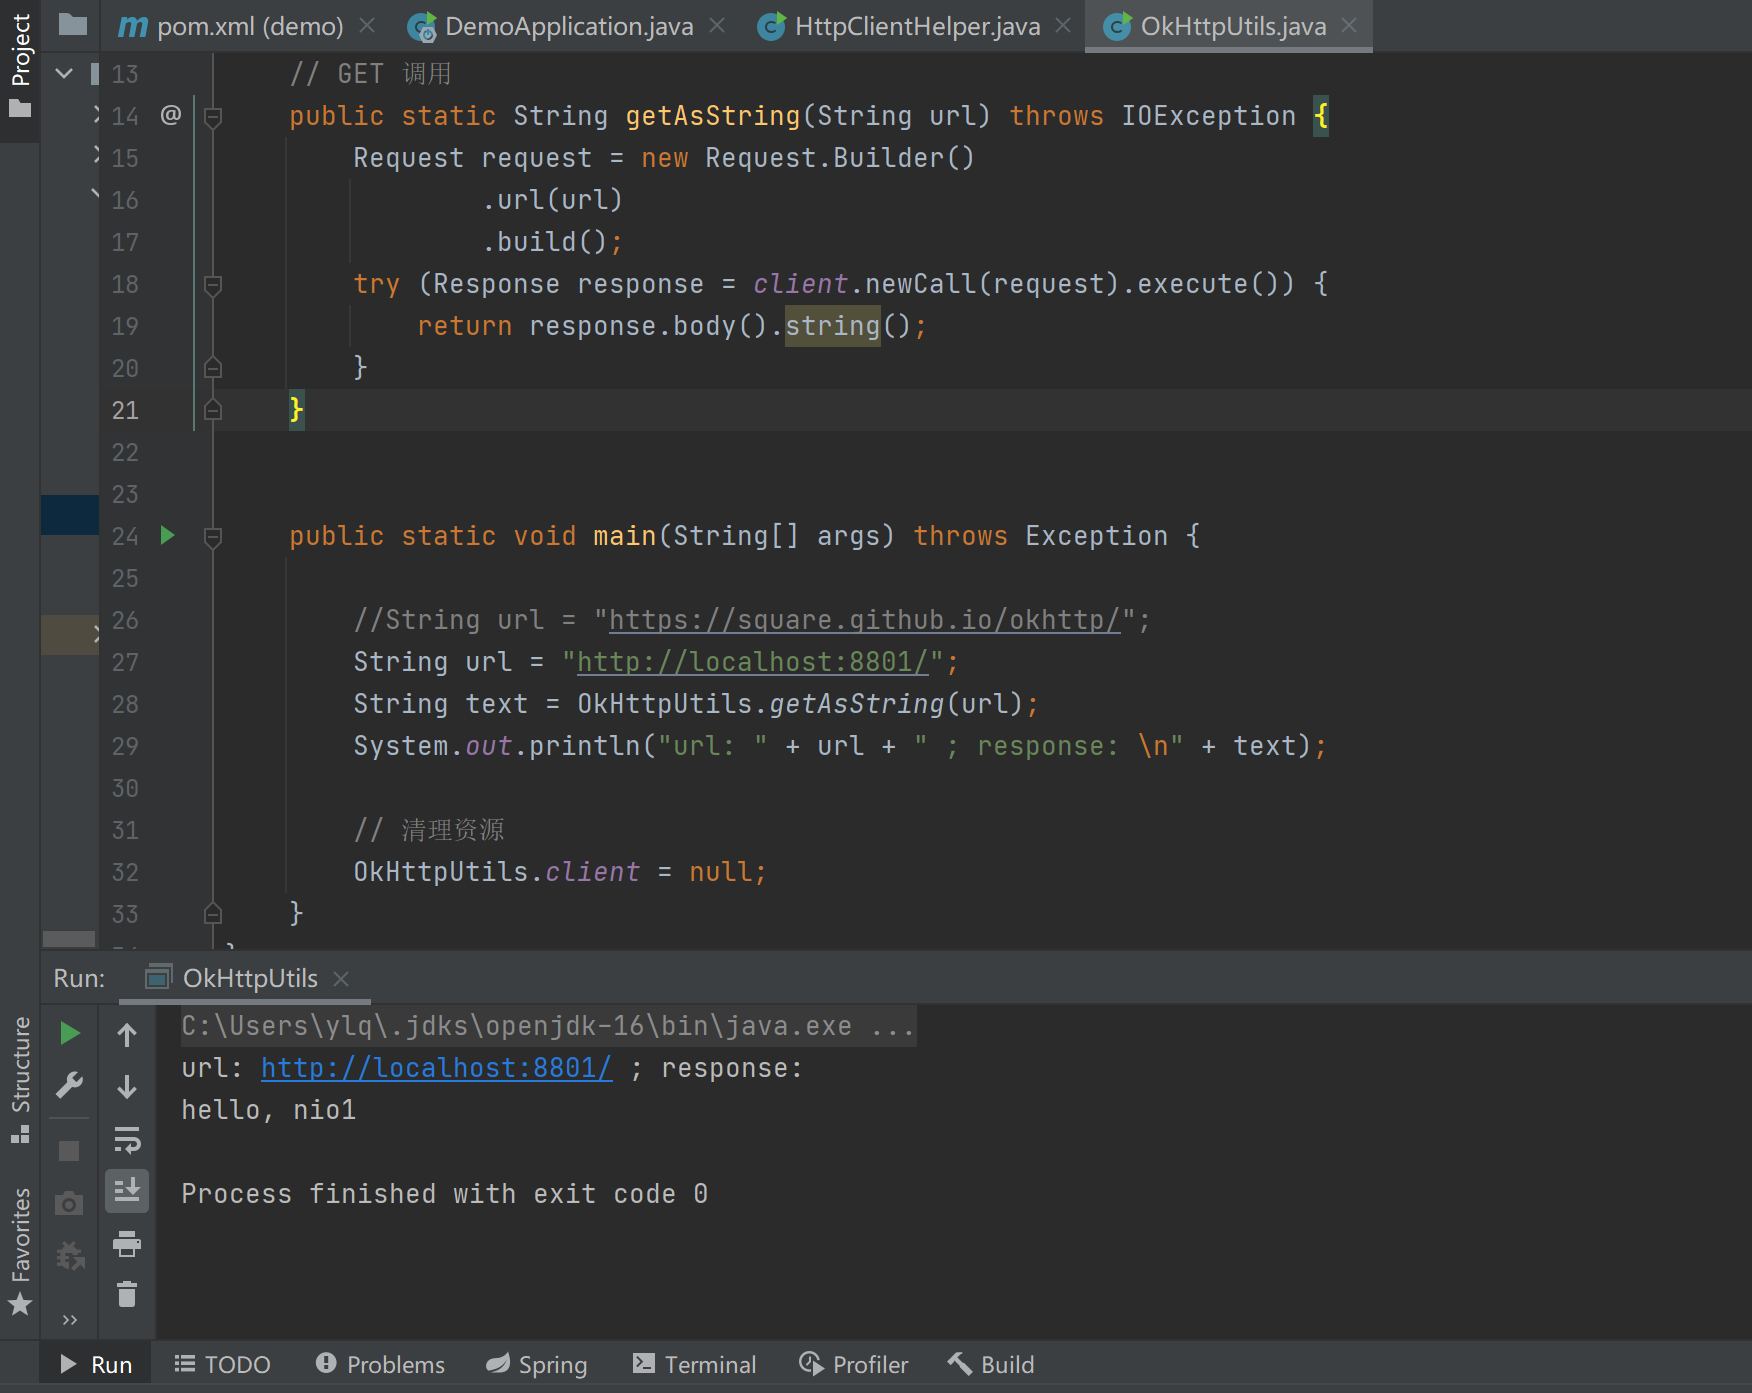 Project
pom.xml (demo)
DemoApplication.java
HttpClientHelper.java
OkHttpUtils.java
13 // GET 调用
14 @ public static String getAsString(String url) throws IOException {
15 Request request = new Request.Builder()
16 .url(url)
17 .build();
18 try (Response response = client.newCall(request).execute()) {
19 return response.body().string();
20 }
21 }
22
23
24 public static void main(String[] args) throws Exception {
25
26 //String url = "https://square.github.io/okhttp/";
27 String url = "http://localhost:8801/";
28 String text = OkHttpUtils.getAsString(url);
29 System.out.println("url: " + url + " ; response: \n" + text);
30
31 // 清理资源
32 OkHttpUtils.client = null;
33 }
Run:
OkHttpUtils
C:\Users\ylq\.jdks\openjdk-16\bin\java.exe ...
url: http://localhost:8801/ ; response:
hello, nio1
Process finished with exit code 0
Structure
Favorites
Run
TODO
Problems
Spring
Terminal
Profiler
Build